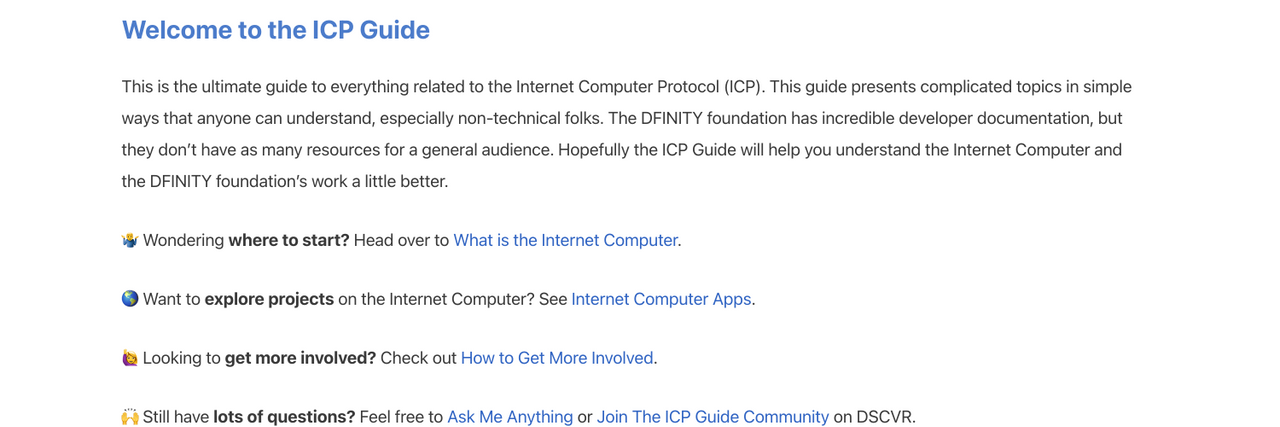 Welcome to the ICP Guide
This is the ultimate guide to everything related to the Internet Computer Protocol (ICP). This guide presents complicated topics in simple
ways that anyone can understand, especially non-technical folks. The DFINITY foundation has incredible developer documentation, but
they don’t have as many resources for a general audience. Hopefully the ICP Guide will help you understand the Internet Computer and
the DFINITY foundation’s work a little better.
🤷 Wondering where to start? Head over to What is the Internet Computer.
🌎 Want to explore projects on the Internet Computer? See Internet Computer Apps.
🙋 Looking to get more involved? Check out How to Get More Involved.
🙌 Still have lots of questions? Feel free to Ask Me Anything or Join The ICP Guide Community on DSCVR.